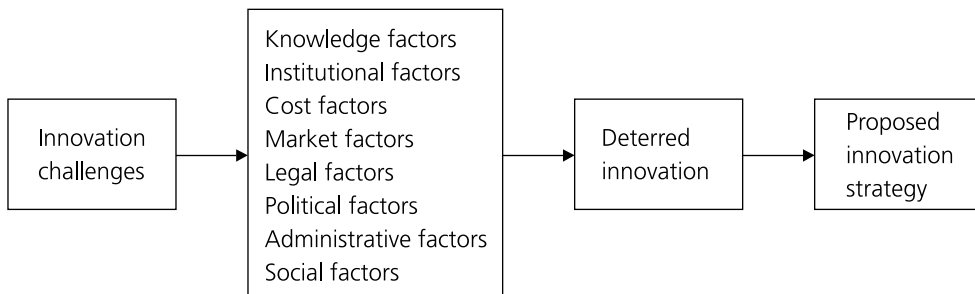 Innovation
challenges
Knowledge factors
Institutional factors
Cost factors
Market factors
Legal factors
Political factors
Administrative factors
Social factors
Deterred
innovation
Proposed
innovation
strategy